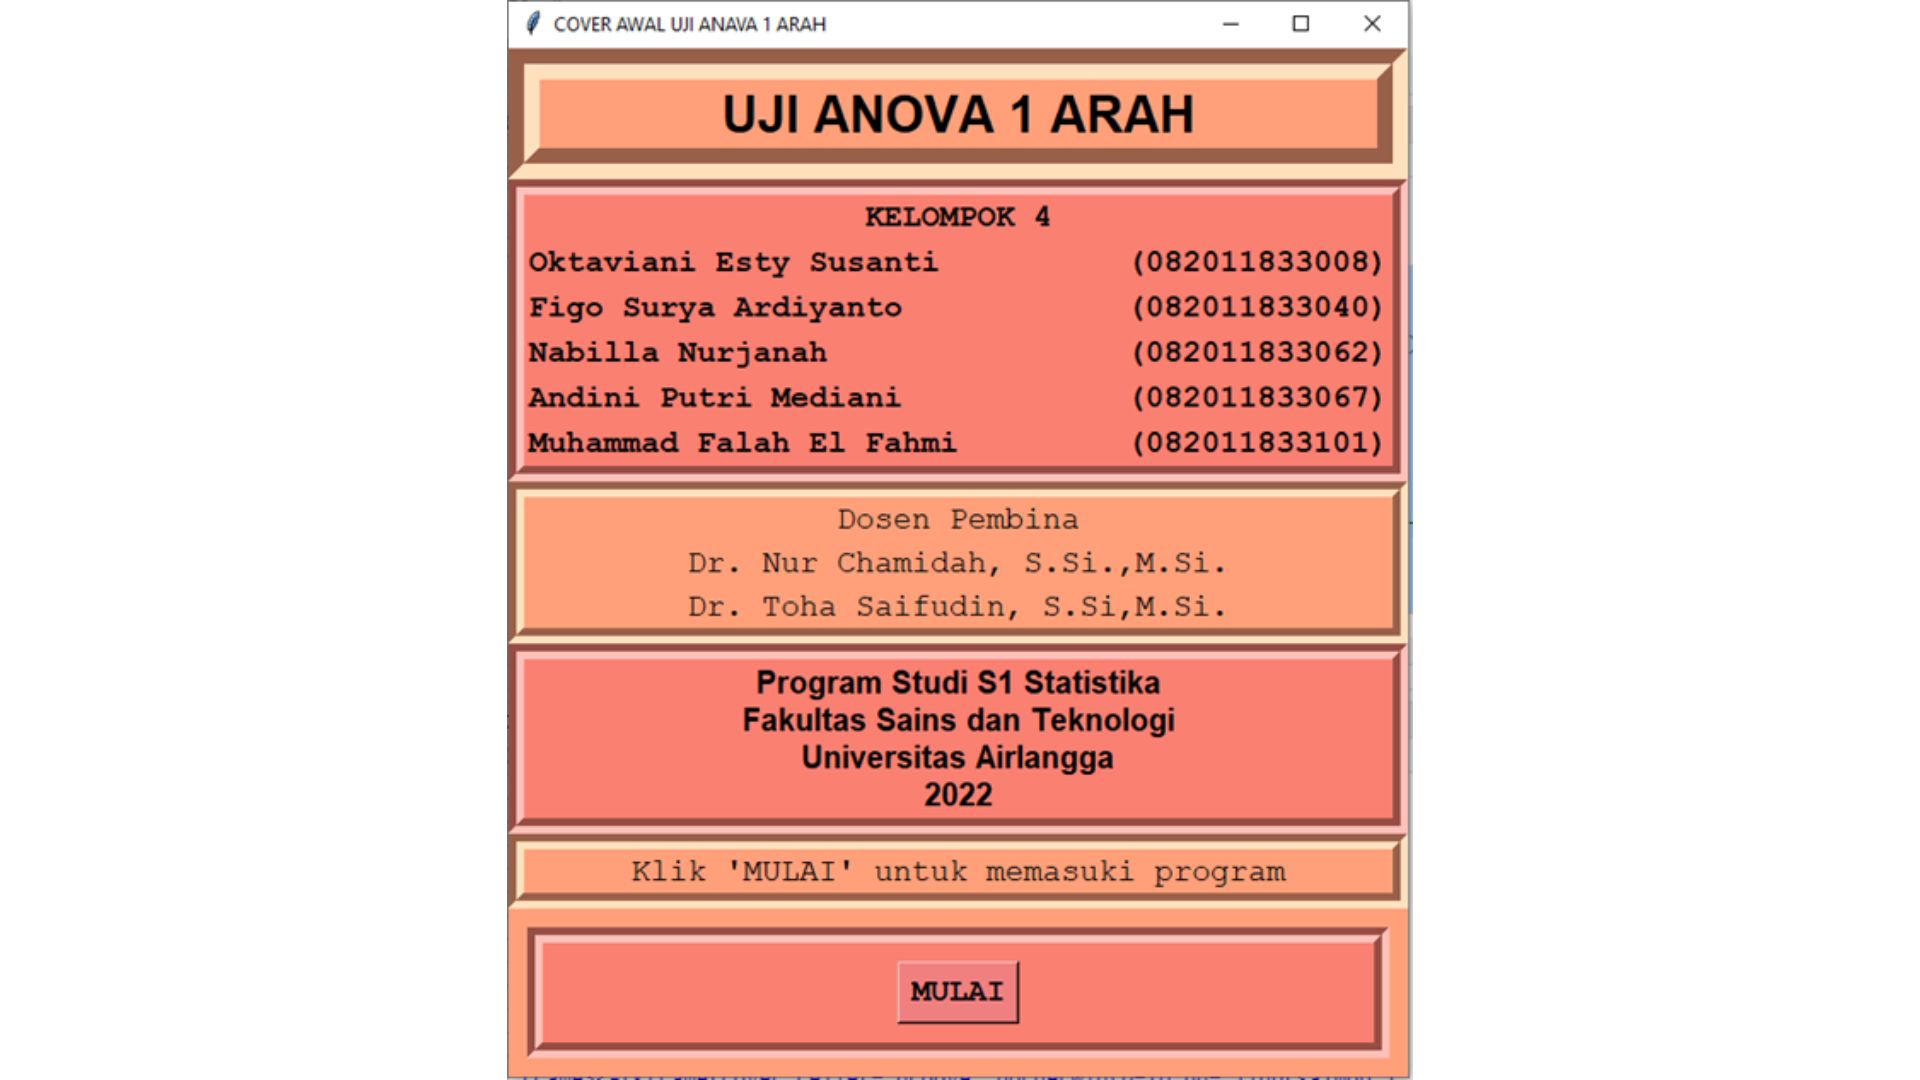 COVER AWAL UJI ANAVA 1 ARAH
UJI ANOVA 1 ARAH
KELOMPOK 4
Oktaviani Esty Susanti (082011833008)
Figo Surya Ardiyanto (082011833040)
Nabilla Nurjanah (082011833062)
Andini Putri Mediani (082011833067)
Muhammad Falah El Fahmi (082011833101)
Dosen Pembina
Dr. Nur Chamidah, S.Si.,M.Si.
Dr. Toha Saifudin, S.Si,M.Si.
Program Studi S1 Statistika
Fakultas Sains dan Teknologi
Universitas Airlangga
2022
Klik 'MULAI' untuk memasuki program
MULAI